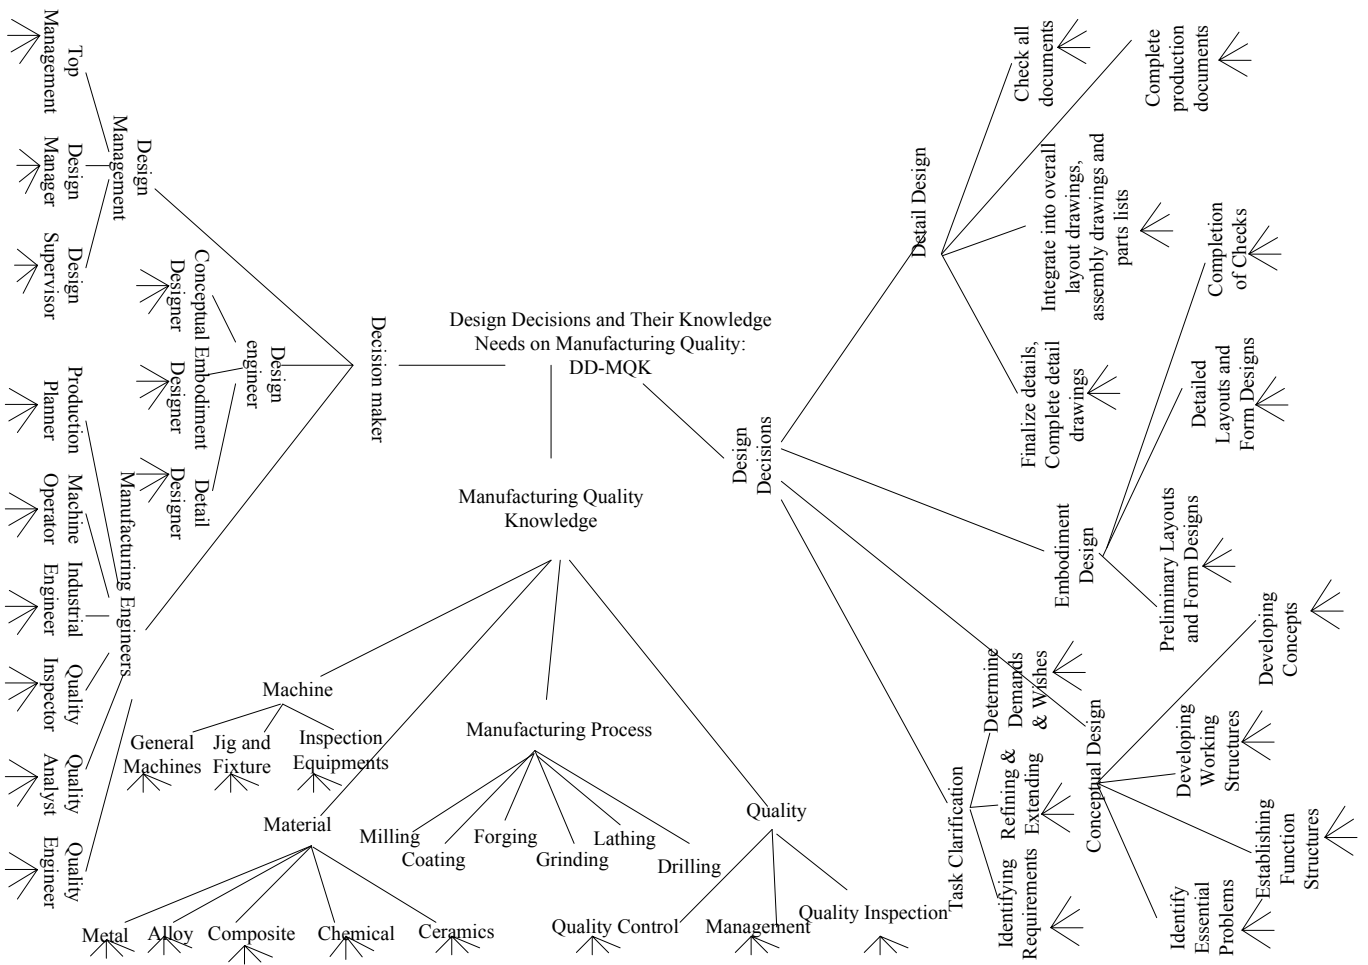 Design Decisions and Their Knowledge
Needs on Manufacturing Quality:
DD-MQK
Decision maker
Design
Management
Top
Management
Design
Manager
Design
Supervisor
Design
engineer
Conceptual
Designer
Embodiment
Designer
Detail
Designer
Manufacturing Engineers
Production
Planner
Machine
Operator
Industrial
Engineer
Quality
Inspector
Quality
Analyst
Quality
Engineer
Manufacturing Quality
Knowledge
Machine
General
Machines
Jig and
Fixture
Inspection
Equipments
Material
Metal
Alloy
Composite
Chemical
Ceramics
Manufacturing Process
Milling
Coating
Forging
Grinding
Lathing
Drilling
Quality
Quality Control
Management
Quality Inspection
Design
Decisions
Detail Design
Check all
documents
Complete
production
documents
Integrate into overall
layout drawings,
assembly drawings and
parts lists
Finalize details,
Complete detail
drawings
Embodiment
Design
Completion
of Checks
Detailed
Layouts and
Form Designs
Preliminary Layouts
and Form Designs
Conceptual Design
Developing
Concepts
Developing
Working
Structures
Establishing
Function
Structures
Identify
Essential
Problems
Task Clarification
Determine
Demands
& Wishes
Refining &
Extending
Identifying
Requirements